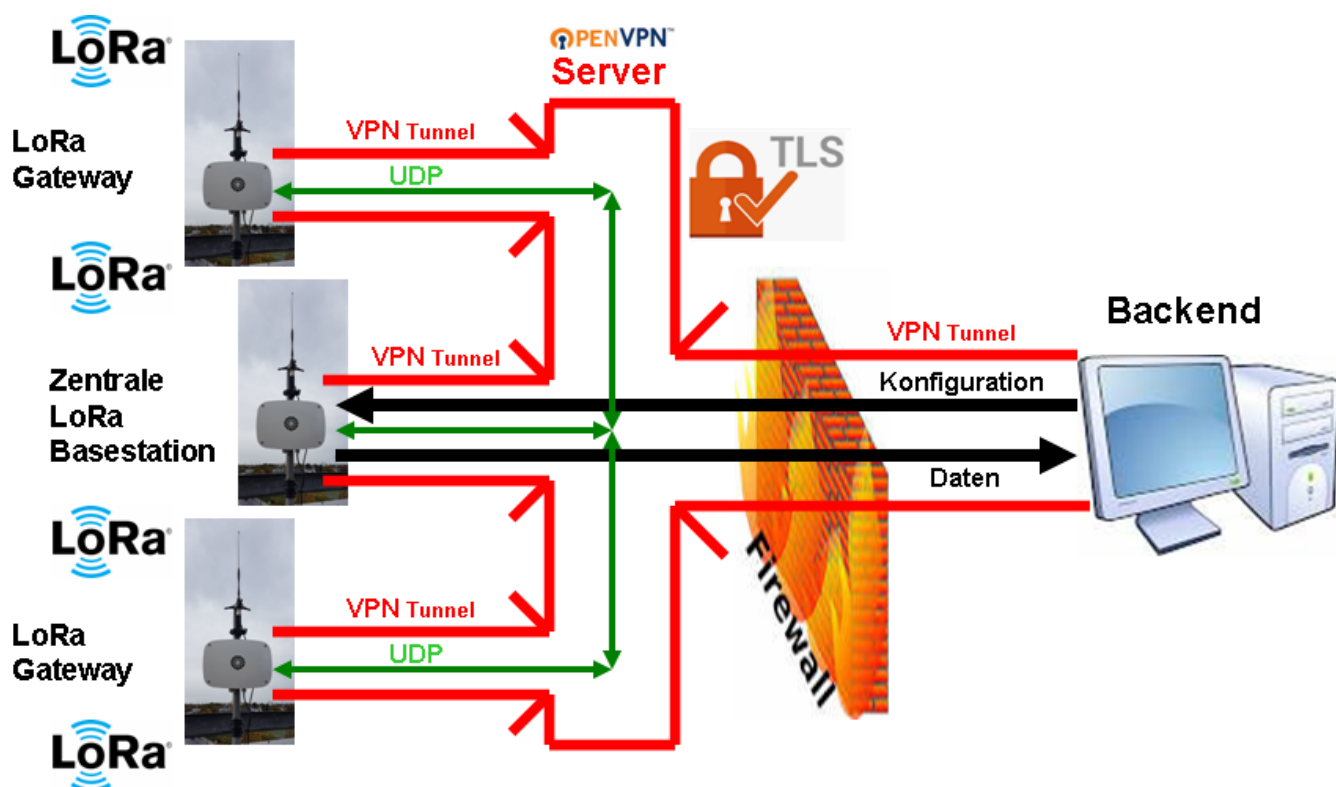 LoRa
OPENVPN™
Server
LoRa
Gateway
VPN Tunnel
UDP
TLS
LoRa
Zentrale
LoRa
Basestation
VPN Tunnel
VPN Tunnel
Backend
Konfiguration
Daten
Firewall
LoRa
LoRa
Gateway
VPN Tunnel
UDP
LoRa